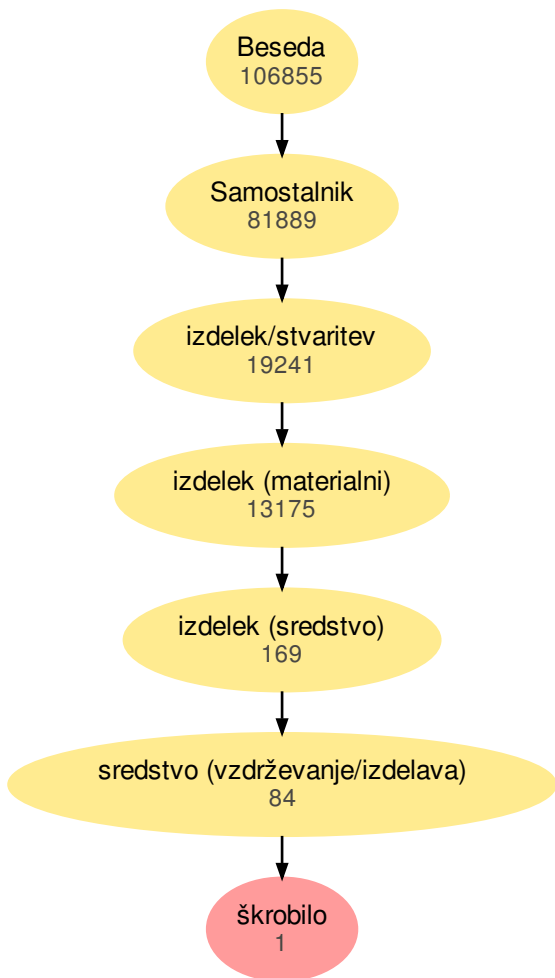 Beseda
106855
Samostalnik
81889
izdelek/stvaritev
19241
izdelek (materialni)
13175
izdelek (sredstvo)
169
sredstvo (vzdrževanje/izdelava)
84
škrobilo
1